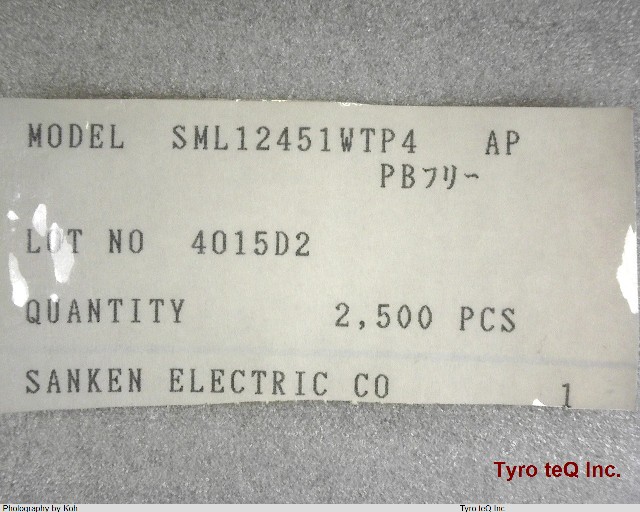 MODEL SML12451WTP4 AP
PBフリー
LOT NO 4015D2
QUANTITY 2,500 PCS
SANKEN ELECTRIC CO 1
Tyro teQ Inc.
Photography by Koh Tyro teQ Inc